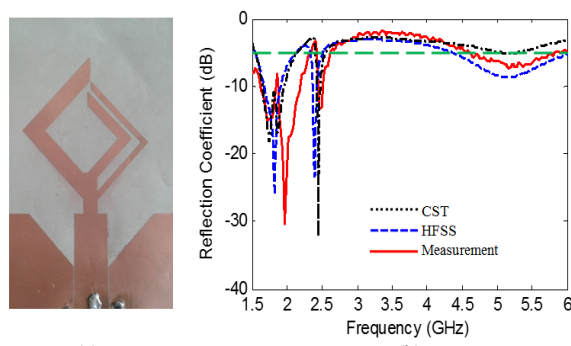 0
-5
-10
-20
-30
-40
Reflection Coefficient (dB)
CST
HFSS
Measurement
1.5 2 2.5 3 3.5 4 4.5 5 5.5 6
Frequency (GHz)